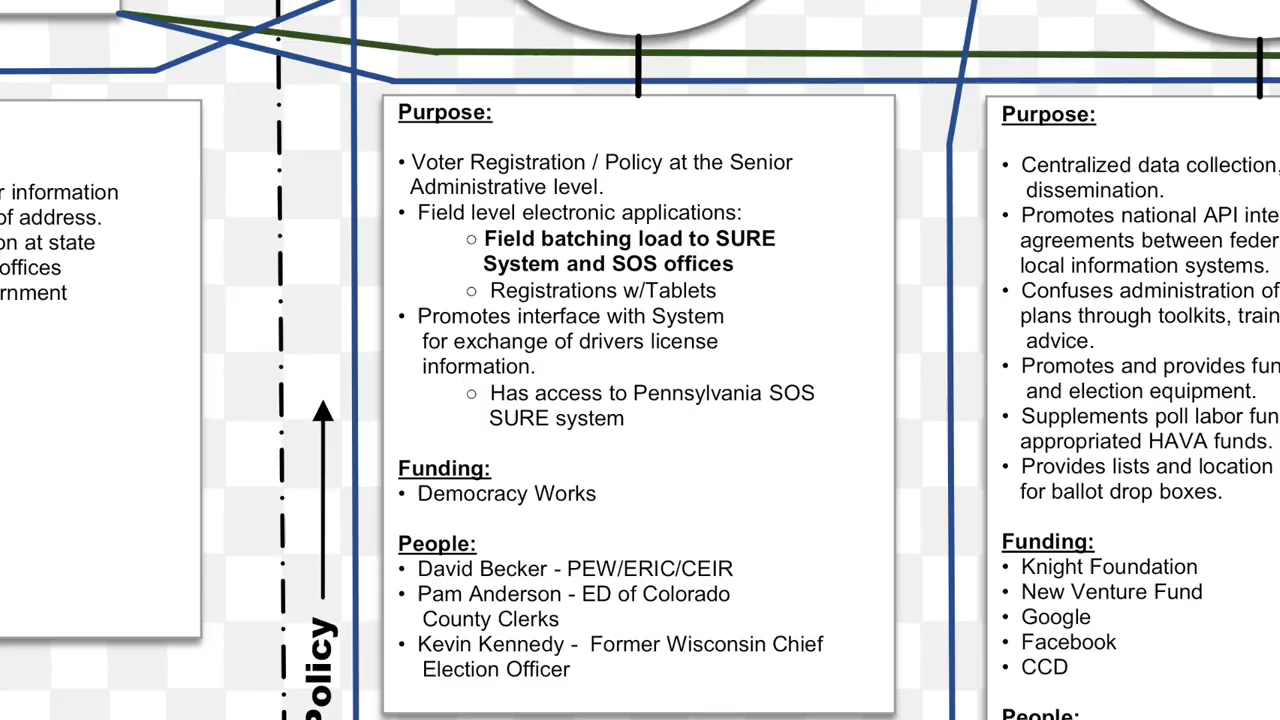 r information
of address.
on at state
offices
rnment
Policy
Purpose:
• Voter Registration / Policy at the Senior
Administrative level.
• Field level electronic applications:
○ Field batching load to SURE
System and SOS offices
○ Registrations w/Tablets
• Promotes interface with System
for exchange of drivers license
information.
○ Has access to Pennsylvania SOS
SURE system
Funding:
• Democracy Works
People:
• David Becker - PEW/ERIC/CEIR
• Pam Anderson - ED of Colorado
County Clerks
• Kevin Kennedy - Former Wisconsin Chief
Election Officer
Purpose:
• Centralized data collection,
dissemination.
• Promotes national API inte
agreements between feder
local information systems.
• Confuses administration of
plans through toolkits, train
advice.
• Promotes and provides fun
and election equipment.
• Supplements poll labor fun
appropriated HAVA funds.
• Provides lists and location
for ballot drop boxes.
Funding:
• Knight Foundation
• New Venture Fund
• Google
• Facebook
• CCD
People: